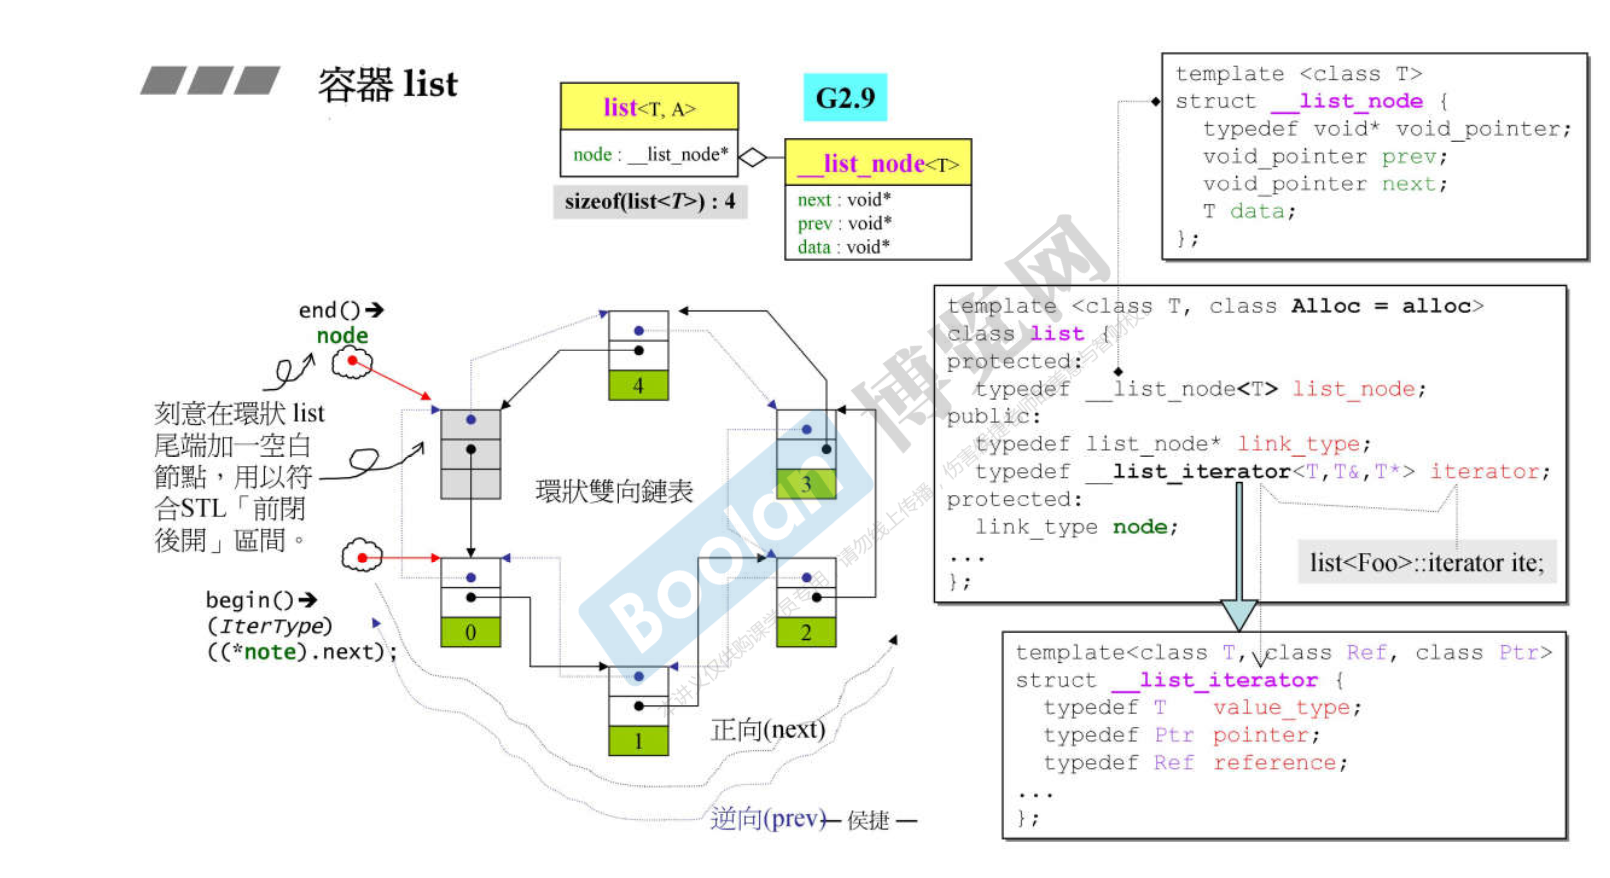 容器 list
G2.9
list<T, A>
node : __list_node*
sizeof(list<T>) : 4
__list_node<T>
next : void*
prev : void*
data : void*
template <class T>
struct __list_node {
typedef void* void_pointer;
void_pointer prev;
void_pointer next;
T data;
};
end()➔
node
刻意在環狀 list
尾端加一空白
節點，用以符
合STL「前閉
後開」區間。
begin()➔
(IterType)
((*note).next);
環狀雙向鏈表
4
3
0
2
1
正向(next)
逆向(prev)
— 侯捷 —
template <class T, class Alloc = alloc>
class list {
protected:
typedef __list_node<T> list_node;
public:
typedef list_node* link_type;
typedef __list_iterator<T,T&,T*> iterator;
protected:
link_type node;
...
};
list<Foo>::iterator ite;
template<class T, class Ref, class Ptr>
struct __list_iterator {
typedef T value_type;
typedef Ptr pointer;
typedef Ref reference;
...
};
Boolan
博览网